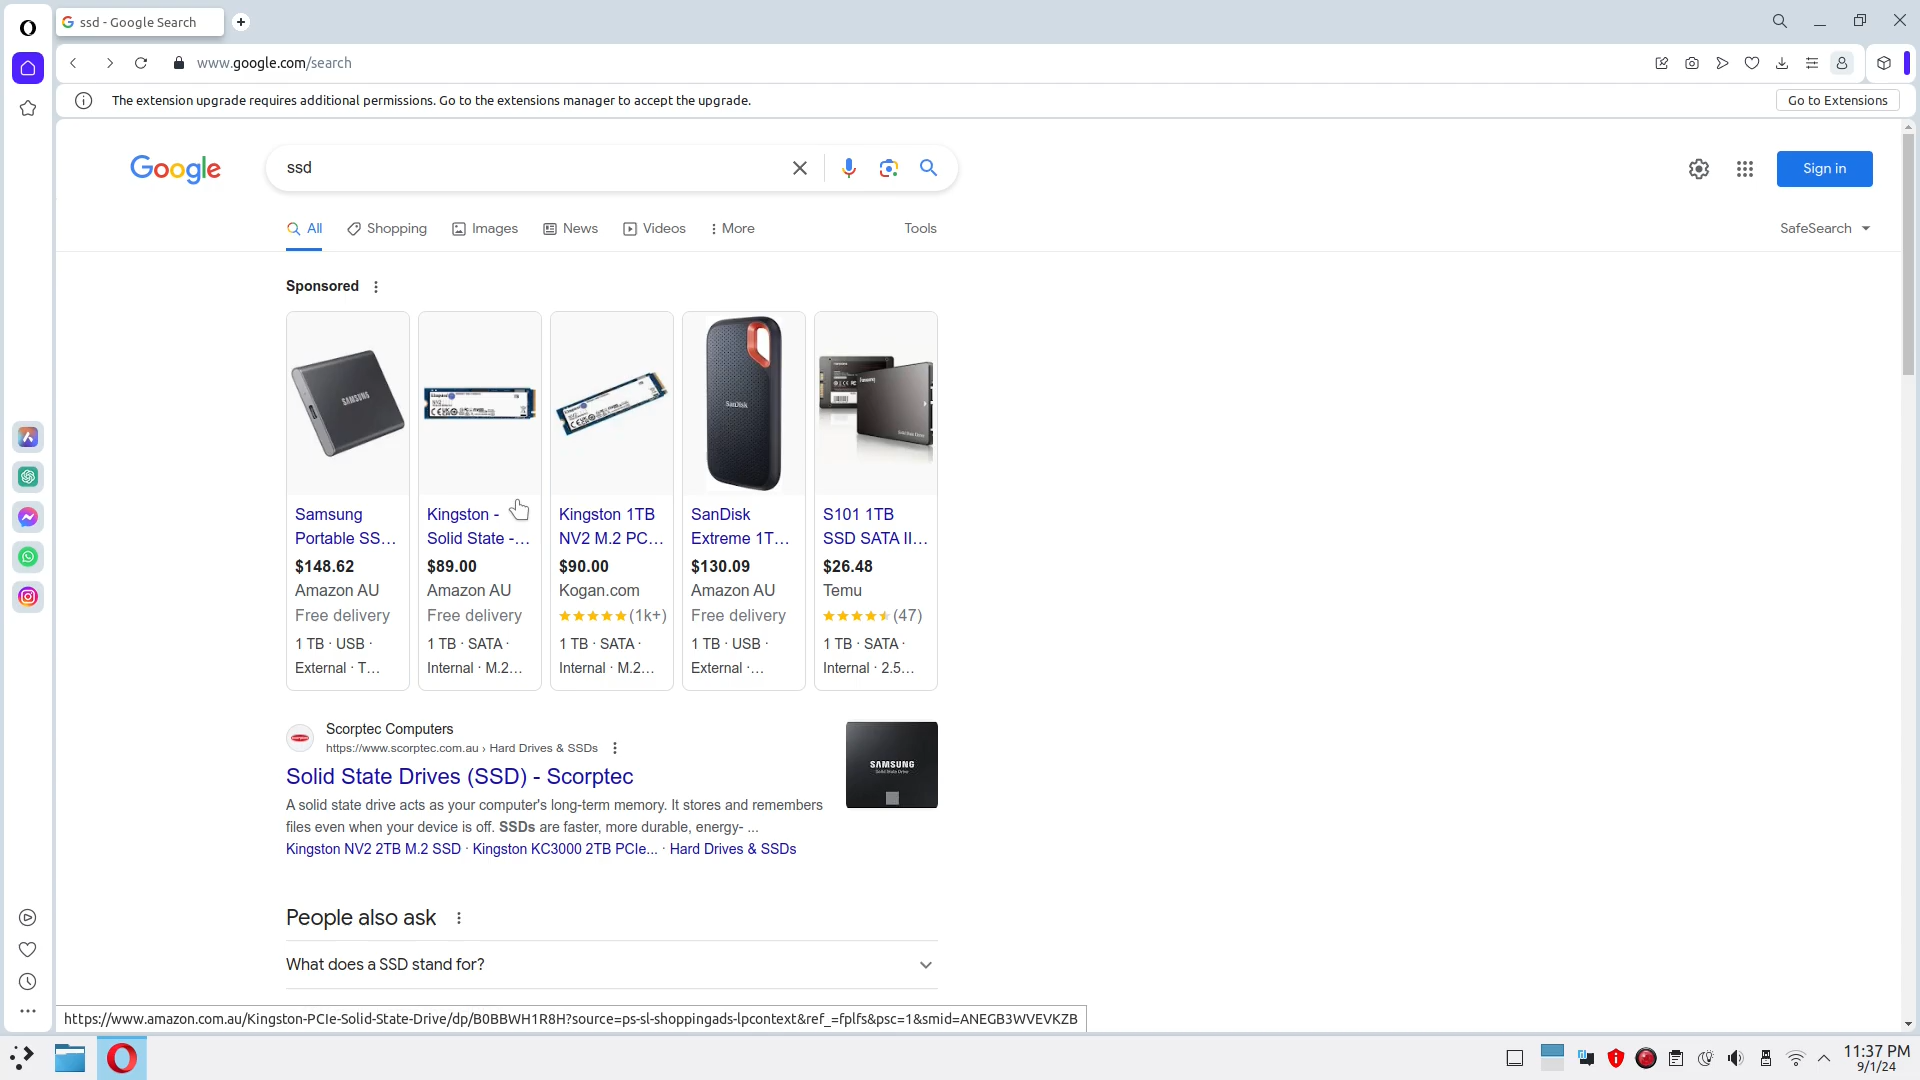 ssd - Google Search
www.google.com/search
The extension upgrade requires additional permissions. Go to the extensions manager to accept the upgrade.
Go to Extensions
Google
ssd
Sign in
All
Shopping
Images
News
Videos
More
Tools
SafeSearch
Sponsored
SAMSUNG
SanDisk
Samsung
Portable SS...
$148.62
Amazon AU
Free delivery
1 TB · USB ·
External · T...
Kingston -
Solid State -...
$89.00
Amazon AU
Free delivery
1 TB · SATA ·
Internal · M.2...
Kingston 1TB
NV2 M.2 PC...
$90.00
Kogan.com
(1k+)
1 TB · SATA ·
Internal · M.2...
SanDisk
Extreme 1T...
$130.09
Amazon AU
Free delivery
1 TB · USB ·
External ·...
S101 1TB
SSD SATA II...
$26.48
Temu
(47)
1 TB · SATA ·
Internal · 2.5...
Scorptec Computers
https://www.scorptec.com.au › Hard Drives & SSDs
Solid State Drives (SSD) - Scorptec
A solid state drive acts as your computer's long-term memory. It stores and remembers
files even when your device is off. SSDs are faster, more durable, energy- ...
Kingston NV2 2TB M.2 SSD · Kingston KC3000 2TB PCIe... · Hard Drives & SSDs
SAMSUNG
Solid State Drive
People also ask
What does a SSD stand for?
https://www.amazon.com.au/Kingston-PCIe-Solid-State-Drive/dp/B0BBWH1R8H?source=ps-sl-shoppingads-lpcontext&ref_=fplfs&psc=1&smid=ANEGB3WVEVKZB
11:37 PM
9/1/24